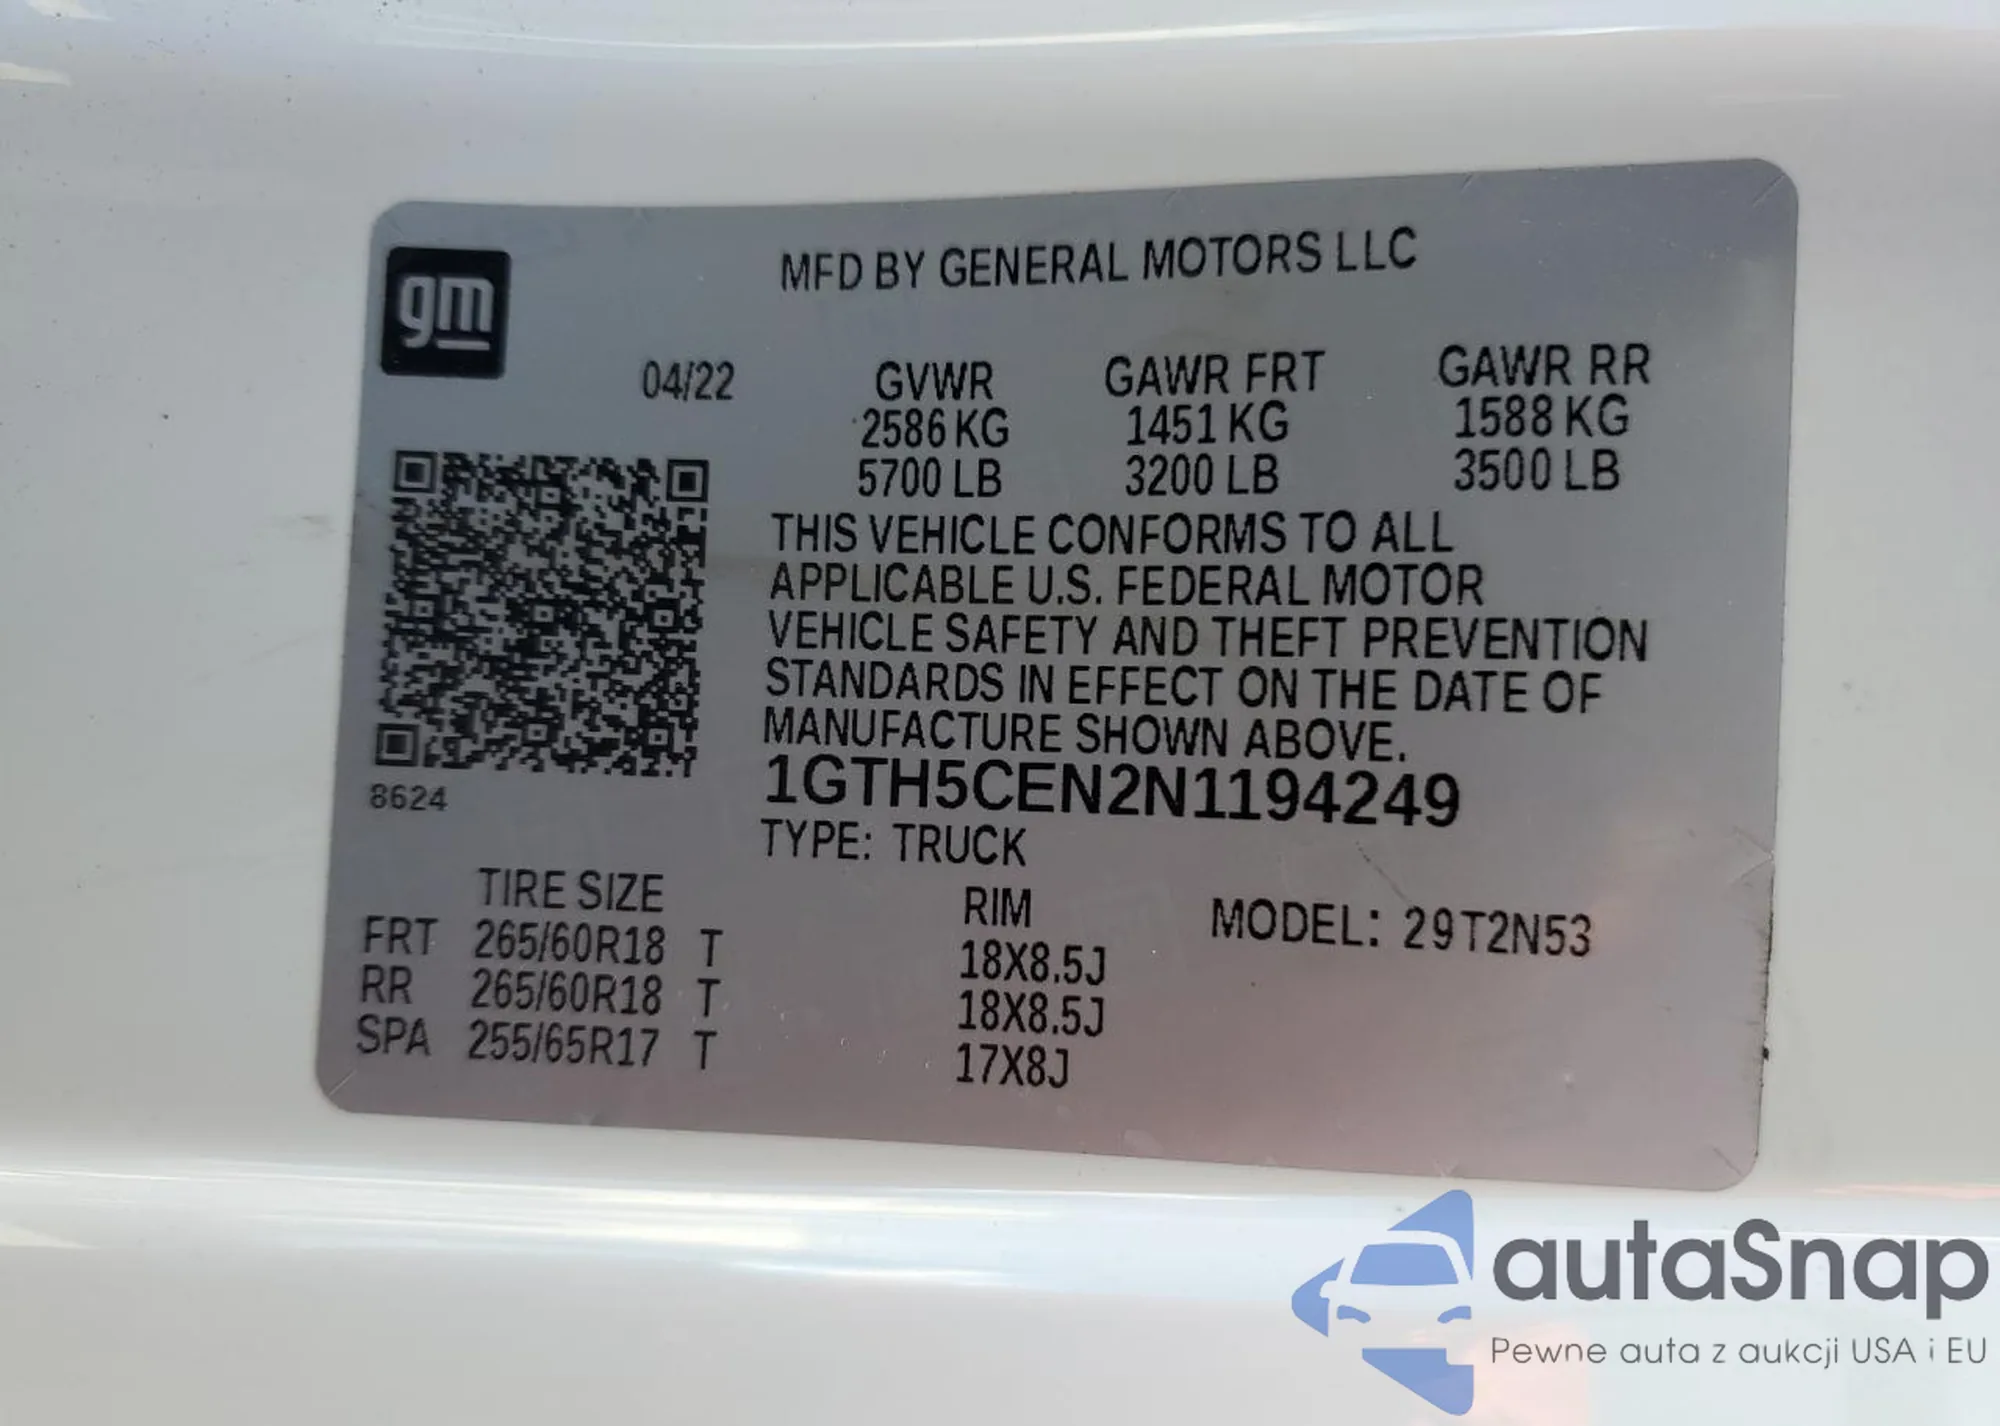 gm
MFD BY GENERAL MOTORS LLC
04/22 GVWR GAWR FRT GAWR RR
2586 KG 1451 KG 1588 KG
5700 LB 3200 LB 3500 LB
THIS VEHICLE CONFORMS TO ALL
APPLICABLE U.S. FEDERAL MOTOR
VEHICLE SAFETY AND THEFT PREVENTION
STANDARDS IN EFFECT ON THE DATE OF
MANUFACTURE SHOWN ABOVE.
1GTH5CEN2N1194249
8624
TYPE: TRUCK
TIRE SIZE RIM MODEL: 29T2N53
FRT 265/60R18 T 18X8.5J
RR 265/60R18 T 18X8.5J
SPA 255/65R17 T 17X8J
autaSnap
Pewne auta z aukcji USA i EU